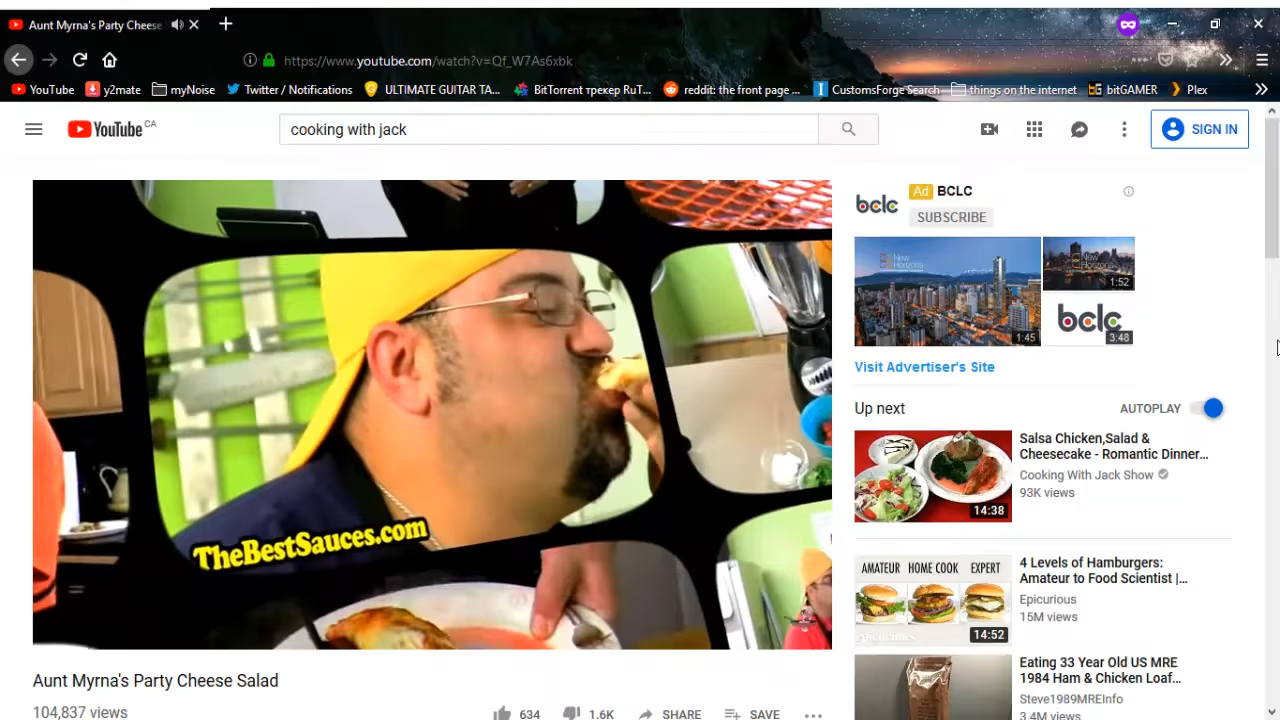 Aunt Myrna's Party Cheese
https://www.youtube.com/watch?v=Qf_W7As6xbk
YouTube
y2mate
myNoise
Twitter / Notifications
ULTIMATE GUITAR TA...
BitTorrent трекер RuT...
reddit: the front page ...
CustomsForge Search
things on the internet
bitGAMER
Plex
YouTube CA
cooking with jack
SIGN IN
TheBestSauces.com
Ad BCLC
bclc
SUBSCRIBE
New Horizons
1:45
New Horizons
1:52
bclc
3:48
Visit Advertiser's Site
Up next
AUTOPLAY
14:38
Salsa Chicken,Salad &
Cheesecake - Romantic Dinner...
Cooking With Jack Show
93K views
AMATEUR HOME COOK EXPERT
epicurious
14:52
4 Levels of Hamburgers:
Amateur to Food Scientist |...
Epicurious
15M views
Eating 33 Year Old US MRE
1984 Ham & Chicken Loaf...
Steve1989MREInfo
3.4M views
Aunt Myrna's Party Cheese Salad
104,837 views
634
1.6K
SHARE
SAVE